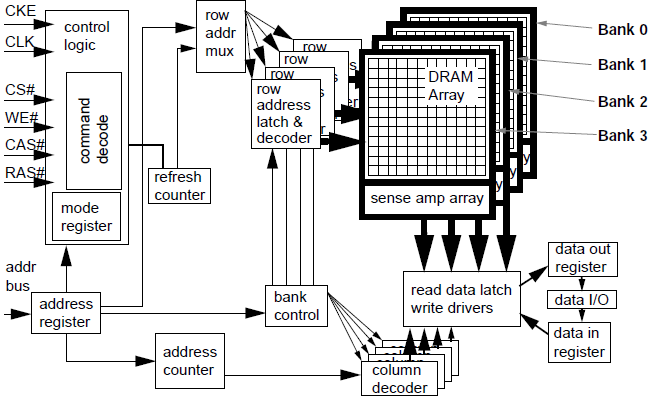 CKE
CLK
CS#
WE#
CAS#
RAS#
control
logic
command
decode
mode
register
addr
bus
address
register
row
addr
mux
refresh
counter
row
row
row
address
latch &
decoder
bank
control
address
counter
DRAM
Array
sense amp array
Bank 0
Bank 1
Bank 2
Bank 3
read data latch
write drivers
data out
register
data I/O
data in
register
column
decoder